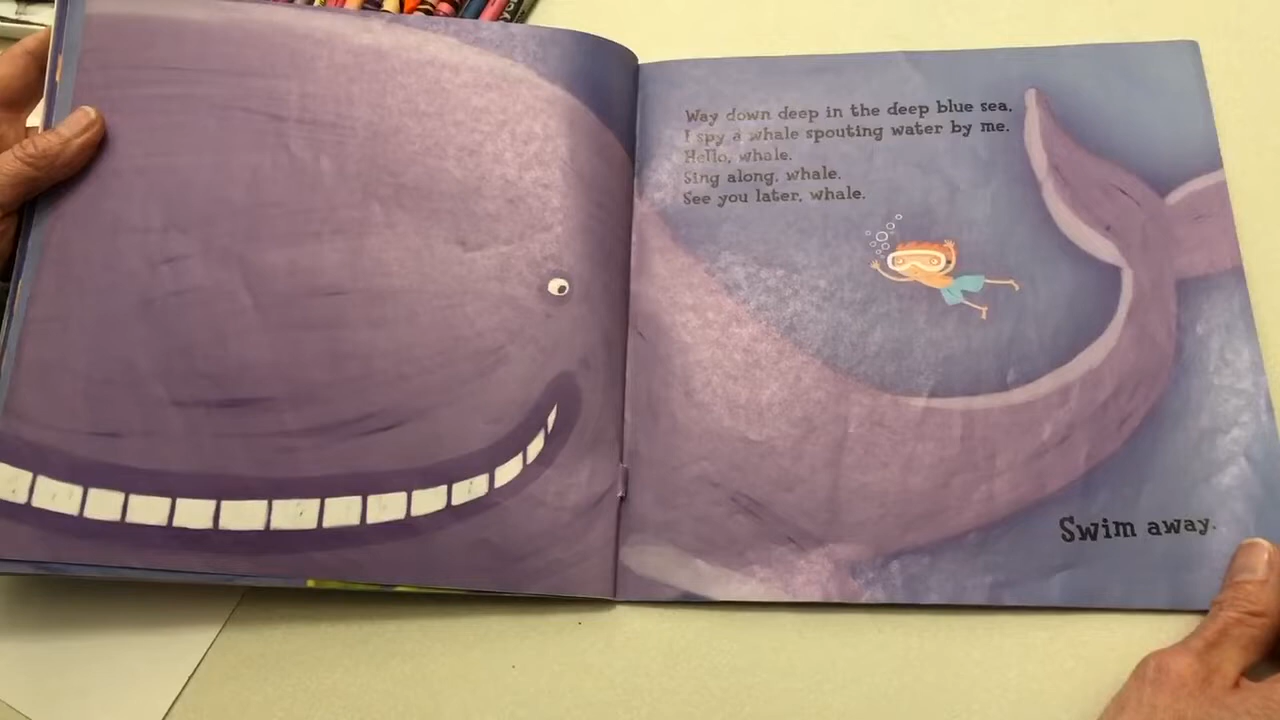 Way down deep in the deep blue sea,
I spy a whale spouting water by me.
Hello, whale.
Sing along, whale.
See you later, whale.
Swim away.